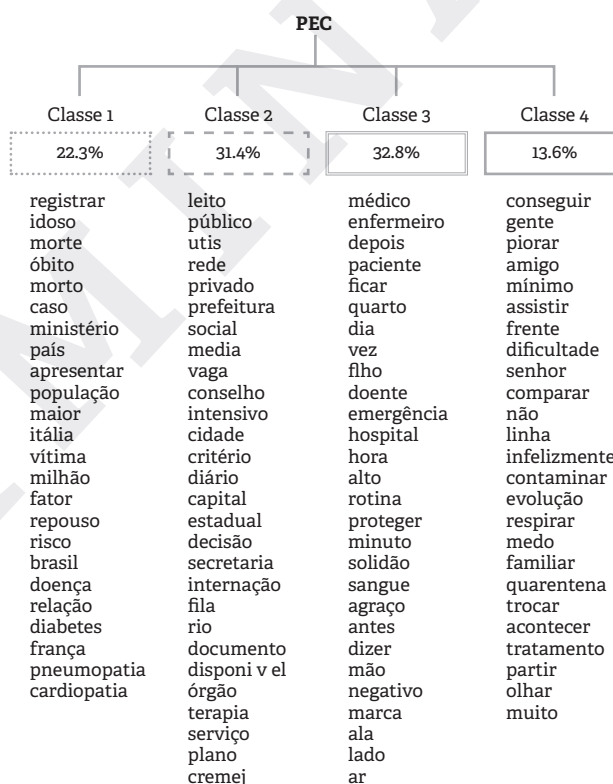 PEC
Classe 1
22.3%
registrar
idoso
morte
óbito
morto
caso
ministério
país
apresentar
população
maior
itália
vítima
milhão
fator
repouso
risco
brasil
doença
relação
diabetes
frança
pneumopatia
cardiopatia
Classe 2
31.4%
leito
público
utis
rede
privado
prefeitura
social
media
vaga
conselho
intensivo
cidade
critério
diário
capital
estadual
decisão
secretaria
internação
fila
rio
documento
disponi v el
órgão
terapia
serviço
plano
cremej
Classe 3
32.8%
médico
enfermeiro
depois
paciente
ficar
quarto
dia
vez
flho
doente
emergência
hospital
hora
alto
rotina
proteger
minuto
solidão
sangue
agraço
antes
dizer
mão
negativo
marca
ala
lado
ar
Classe 4
13.6%
conseguir
gente
piorar
amigo
mínimo
assistir
frente
dificultade
senhor
comparar
não
linha
infelizmente
contaminar
evolução
respirar
medo
familiar
quarentena
trocar
acontecer
tratamento
partir
olhar
muito